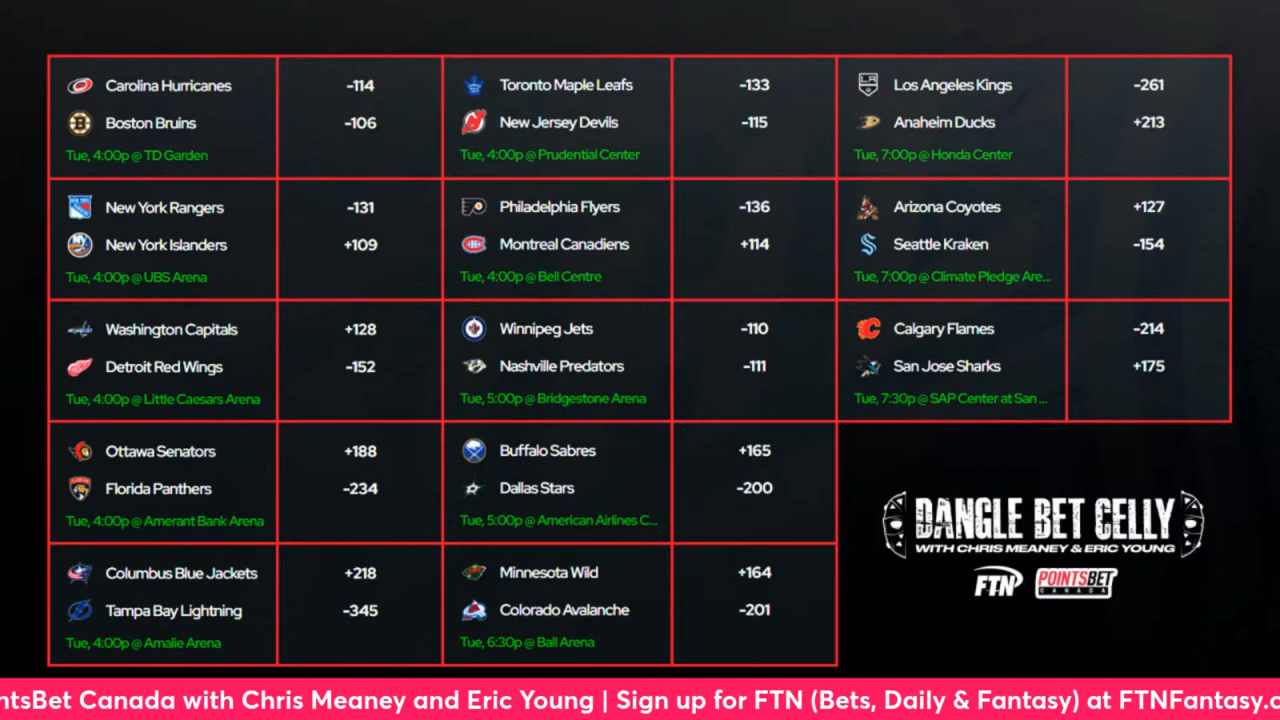 Carolina Hurricanes -114
Boston Bruins -106
Tue, 4:00p @ TD Garden
Toronto Maple Leafs -133
New Jersey Devils -115
Tue, 4:00p @ Prudential Center
Los Angeles Kings -261
Anaheim Ducks +213
Tue, 7:00p @ Honda Center
New York Rangers -131
New York Islanders +109
Tue, 4:00p @ UBS Arena
Philadelphia Flyers -136
Montreal Canadiens +114
Tue, 4:00p @ Bell Centre
Arizona Coyotes +127
Seattle Kraken -154
Tue, 7:00p @ Climate Pledge Are...
Washington Capitals +128
Detroit Red Wings -152
Tue, 4:00p @ Little Caesars Arena
Winnipeg Jets -110
Nashville Predators -111
Tue, 5:00p @ Bridgestone Arena
Calgary Flames -214
San Jose Sharks +175
Tue, 7:30p @ SAP Center at San ...
Ottawa Senators +188
Florida Panthers -234
Tue, 4:00p @ Amerant Bank Arena
Buffalo Sabres +165
Dallas Stars -200
Tue, 5:00p @ American Airlines C...
Columbus Blue Jackets +218
Tampa Bay Lightning -345
Tue, 4:00p @ Amalie Arena
Minnesota Wild +164
Colorado Avalanche -201
Tue, 6:30p @ Ball Arena
DANGLE BET CELLY
WITH CHRIS MEANEY & ERIC YOUNG
FTN POINTSBET
CANADA
ntsBet Canada with Chris Meaney and Eric Young | Sign up for FTN (Bets, Daily & Fantasy) at FTNFantasy.c